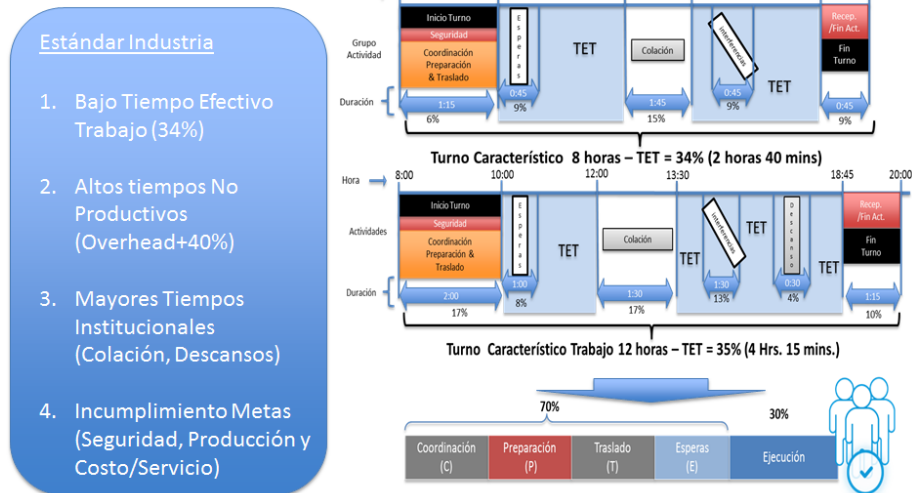 Estándar Industria
1. Bajo Tiempo Efectivo
Trabajo (34%)
2. Altos tiempos No
Productivos
(Overhead+40%)
3. Mayores Tiempos
Institucionales
(Colación, Descansos)
4. Incumplimiento Metas
(Seguridad, Producción y
Costo/Servicio)
Grupo
Actividad
Inicio Turno
Seguridad
Coordinación
Preparación
& Traslado
Esperas
TET
Colación
interferencias
TET
Recep.
/Fin Act.
Fin
Turno
Duración
1:15
0:45
1:45
0:45
0:45
6%
9%
15%
9%
9%
Turno Característico 8 horas – TET = 34% (2 horas 40 mins)
Hora
8:00
10:00
12:00
13:30
18:45
20:00
Actividades
Inicio Turno
Seguridad
Coordinación
Preparación &
Traslado
Esperas
TET
Colación
TET
interferencias
TET
Descanso
TET
Recep.
/Fin Act.
Fin
Turno
Duración
2:00
1:00
1:30
1:30
0:30
1:15
17%
8%
17%
13%
4%
10%
Turno Característico Trabajo 12 horas – TET = 35% (4 Hrs. 15 mins.)
70%
30%
Coordinación
(C)
Preparación
(P)
Traslado
(T)
Esperas
(E)
Ejecución